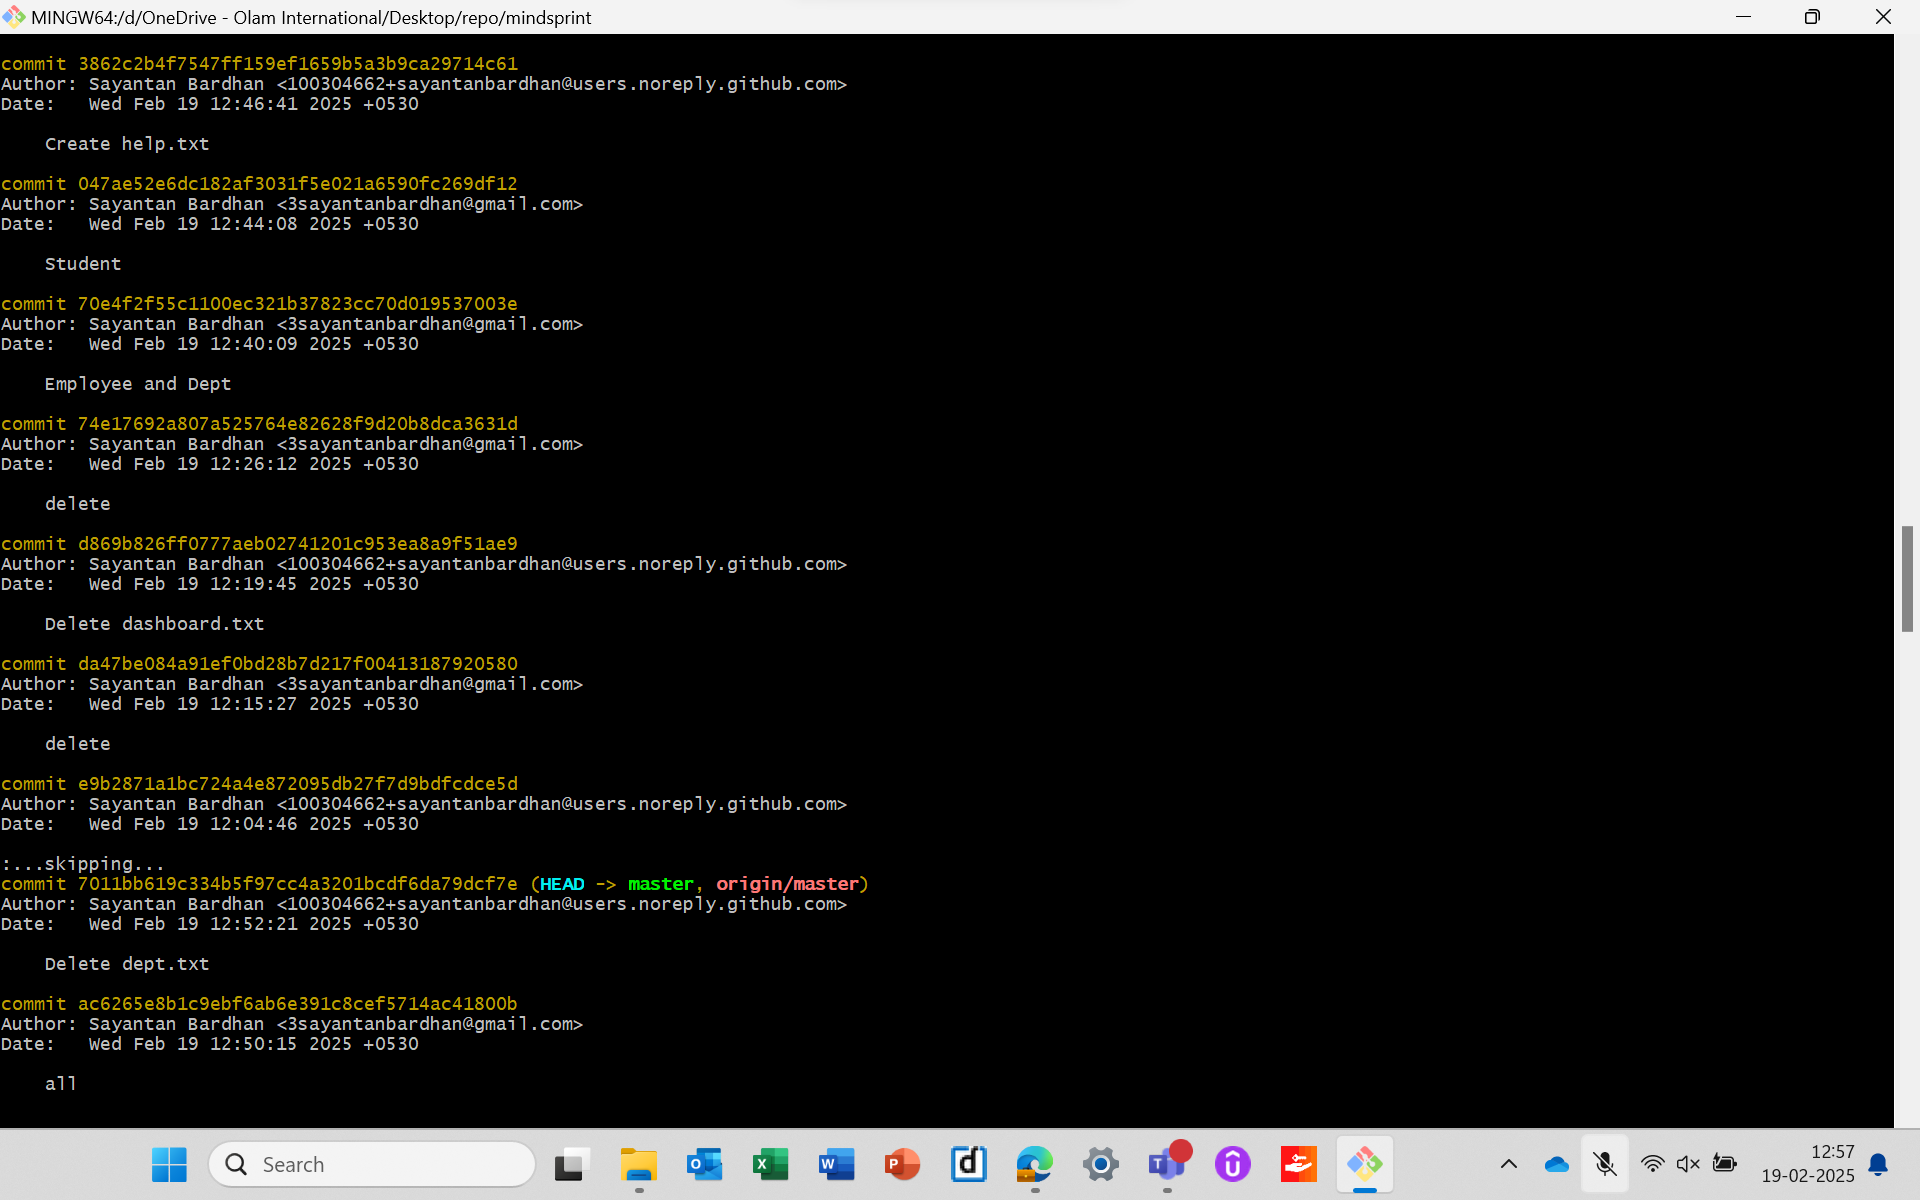 MINGW64:/d/OneDrive - Olam International/Desktop/repo/mindsprint
commit 3862c2b4f7547ff159ef1659b5a3b9ca29714c61
Author: Sayantan Bardhan <100304662+sayantanbardhan@users.noreply.github.com>
Date:   Wed Feb 19 12:46:41 2025 +0530
    Create help.txt
commit 047ae52e6dc182af3031f5e021a6590fc269df12
Author: Sayantan Bardhan <3sayantanbardhan@gmail.com>
Date:   Wed Feb 19 12:44:08 2025 +0530
    Student
commit 70e4f2f55c1100ec321b37823cc70d019537003e
Author: Sayantan Bardhan <3sayantanbardhan@gmail.com>
Date:   Wed Feb 19 12:40:09 2025 +0530
    Employee and Dept
commit 74e17692a807a525764e82628f9d20b8dca3631d
Author: Sayantan Bardhan <3sayantanbardhan@gmail.com>
Date:   Wed Feb 19 12:26:12 2025 +0530
    delete
commit d869b826ff0777aeb02741201c953ea8a9f51ae9
Author: Sayantan Bardhan <100304662+sayantanbardhan@users.noreply.github.com>
Date:   Wed Feb 19 12:19:45 2025 +0530
    Delete dashboard.txt
commit da47be084a91ef0bd28b7d217f00413187920580
Author: Sayantan Bardhan <3sayantanbardhan@gmail.com>
Date:   Wed Feb 19 12:15:27 2025 +0530
    delete
commit e9b2871a1bc724a4e872095db27f7d9bdfcdce5d
Author: Sayantan Bardhan <100304662+sayantanbardhan@users.noreply.github.com>
Date:   Wed Feb 19 12:04:46 2025 +0530
:...skipping...
commit 7011bb619c334b5f97cc4a3201bcdf6da79dcf7e (HEAD -> master, origin/master)
Author: Sayantan Bardhan <100304662+sayantanbardhan@users.noreply.github.com>
Date:   Wed Feb 19 12:52:21 2025 +0530
    Delete dept.txt
commit ac6265e8b1c9ebf6ab6e391c8cef5714ac41800b
Author: Sayantan Bardhan <3sayantanbardhan@gmail.com>
Date:   Wed Feb 19 12:50:15 2025 +0530
    all
Search
12:57
19-02-2025